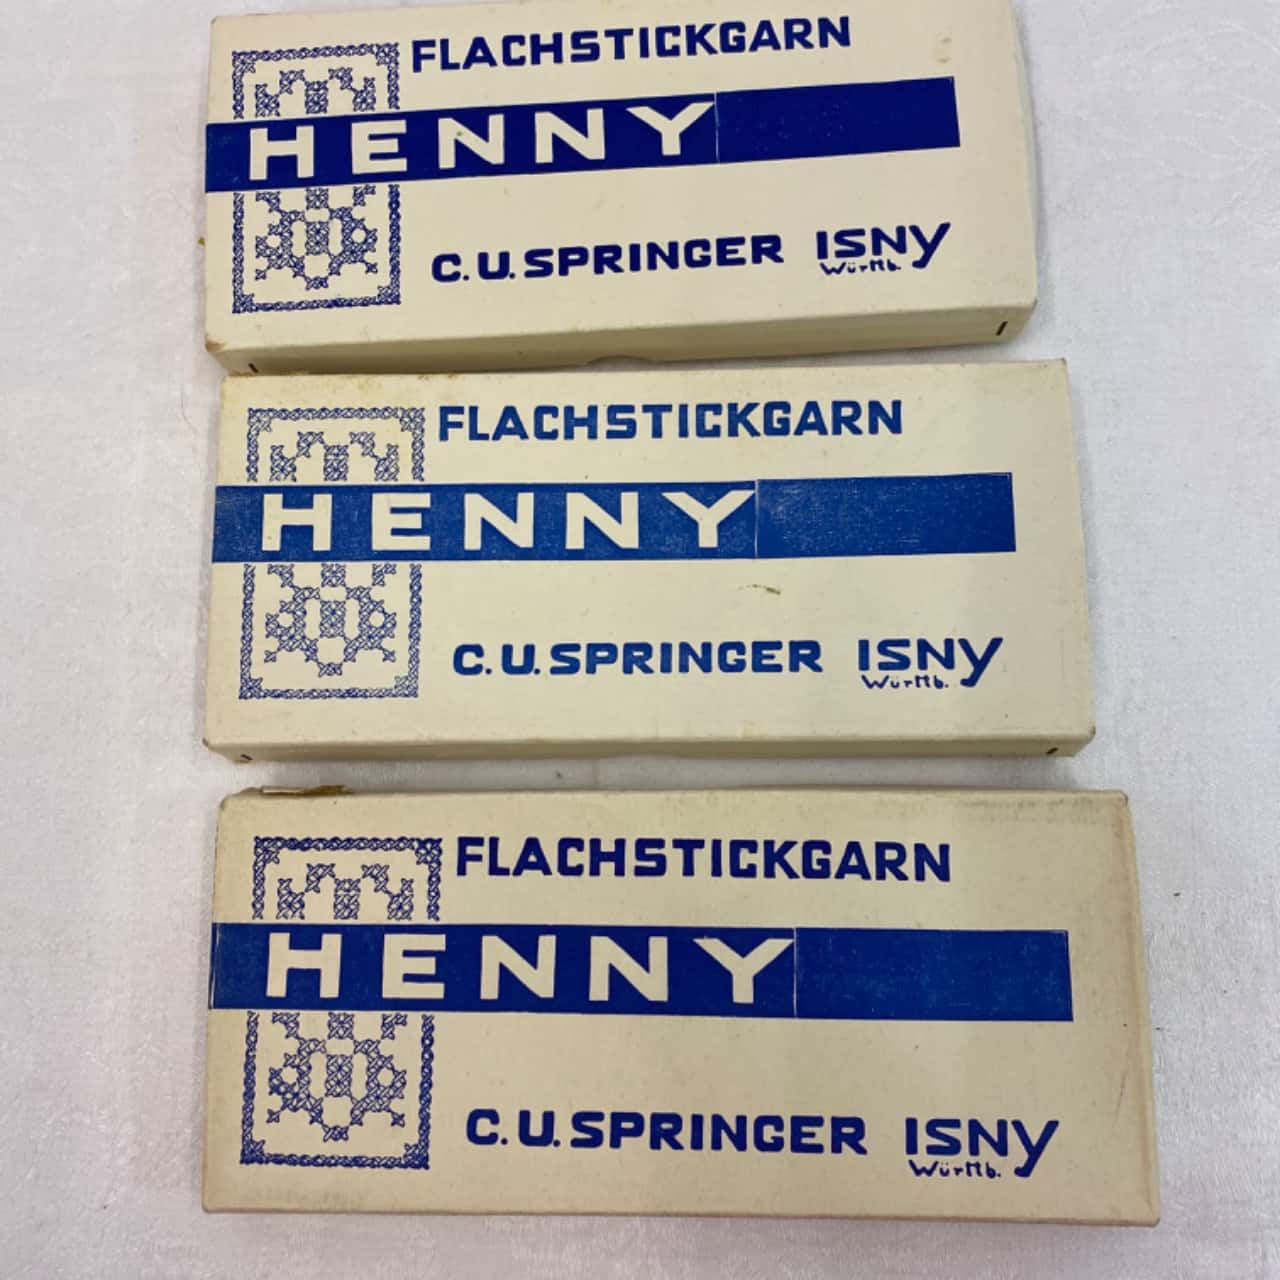 FLACHSTICKGARN
HENNY
C.U.SPRINGER ISNY
Württb.
FLACHSTICKGARN
HENNY
C.U.SPRINGER ISNY
Württb.
FLACHSTICKGARN
HENNY
C.U.SPRINGER ISNY
Württb.